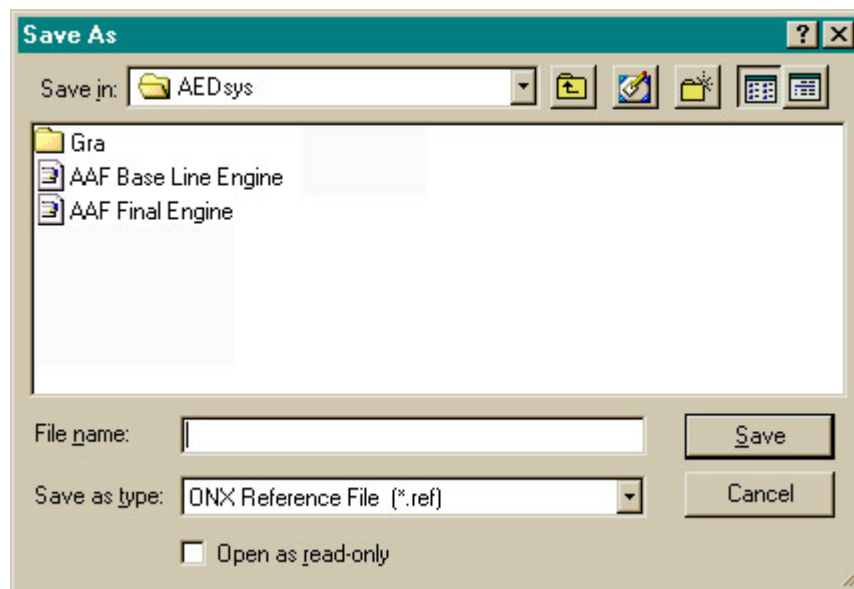 Save As
Save in: AEDsys
Gra
AAF Base Line Engine
AAF Final Engine
File name:
Save
Save as type: ONX Reference File (*.ref)
Cancel
Open as read-only